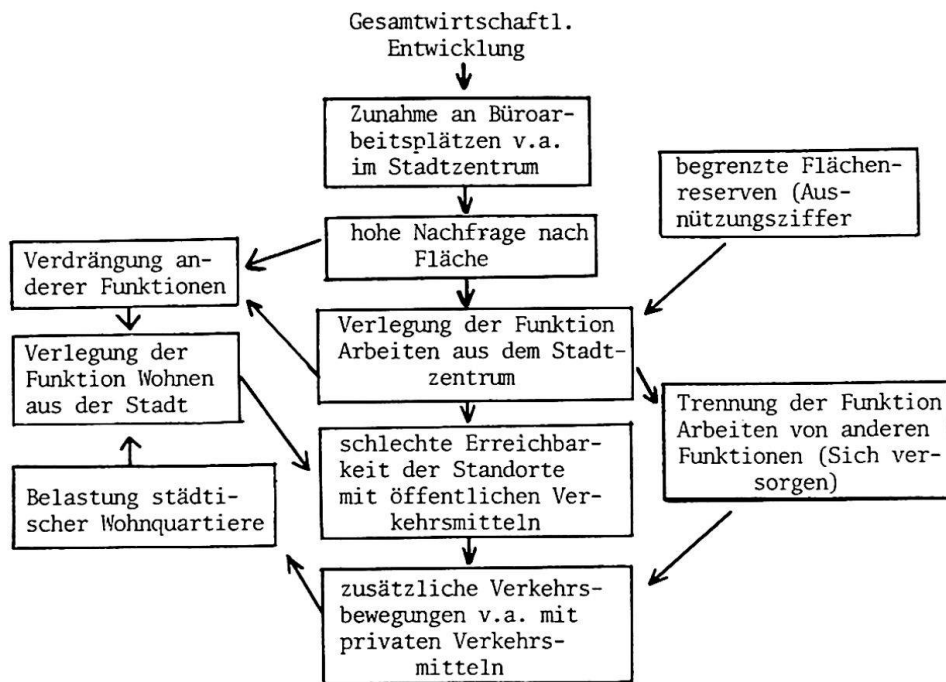 Gesamtwirtschaftl.
Entwicklung
Zunahme an Büroar-
beitsplätzen v.a.
im Stadtzentrum
begrenzte Flächen-
reserven (Aus-
nützungsziffer
hohe Nachfrage nach
Fläche
Verdrängung an-
derer Funktionen
Verlegung der Funktion
Arbeiten aus dem Stadt-
zentrum
Verlegung der
Funktion Wohnen
aus der Stadt
Trennung der Funktion
Arbeiten von anderen
Funktionen (Sich ver-
sorgen)
schlechte Erreichbar-
keit der Standorte
mit öffentlichen Ver-
kehrsmitteln
Belastung städti-
scher Wohnquartiere
zusätzliche Verkehrs-
bewegungen v.a. mit
privaten Verkehrs-
mitteln